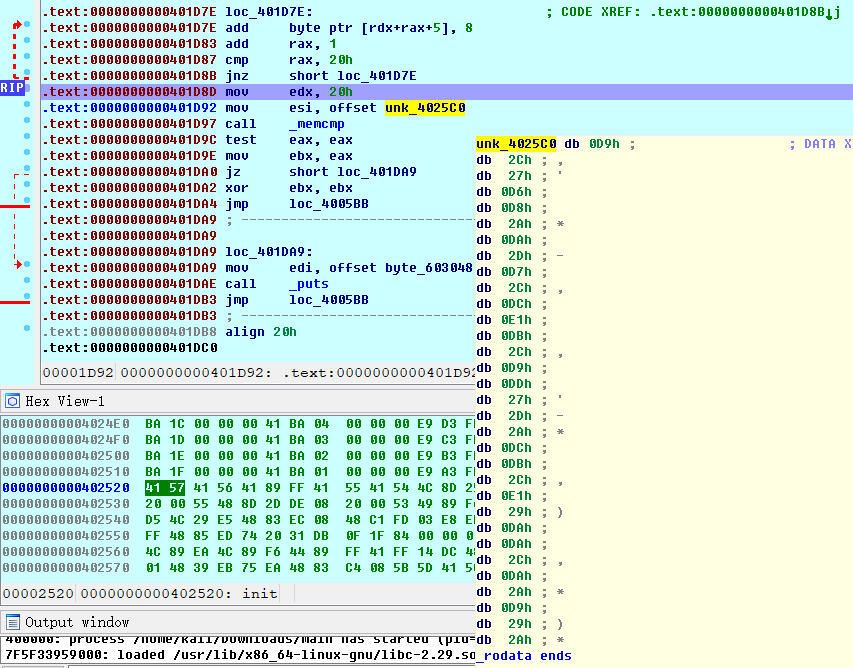 .text:0000000000401D7E loc_401D7E: ; CODE XREF: .text:0000000000401D8B↓j
.text:0000000000401D7E add byte ptr [rdx+rax+5], 8
.text:0000000000401D83 add rax, 1
.text:0000000000401D87 cmp rax, 20h
.text:0000000000401D8B jnz short loc_401D7E
RIP .text:0000000000401D8D mov edx, 20h
.text:0000000000401D92 mov esi, offset unk_4025C0
.text:0000000000401D97 call _memcmp
.text:0000000000401D9C test eax, eax
.text:0000000000401D9E mov ebx, eax
.text:0000000000401DA0 jz short loc_401DA9
.text:0000000000401DA2 xor ebx, ebx
.text:0000000000401DA4 jmp loc_4005BB
.text:0000000000401DA9 ; ------------------------------
.text:0000000000401DA9
.text:0000000000401DA9 loc_401DA9:
.text:0000000000401DA9 mov edi, offset byte_603048
.text:0000000000401DAE call _puts
.text:0000000000401DB3 jmp loc_4005BB
.text:0000000000401DB3 ; ------------------------------
.text:0000000000401DB8 align 20h
.text:0000000000401DC0
00001D92 0000000000401D92: .text:0000000000401D92
Hex View-1
00000000004024E0 BA 1C 00 00 00 41 BA 04 00 00 00 E9 D3
00000000004024F0 BA 1D 00 00 00 41 BA 03 00 00 00 E9 C3
0000000000402500 BA 1E 00 00 00 41 BA 02 00 00 00 E9 B3
0000000000402510 BA 1F 00 00 00 41 BA 01 00 00 00 E9 A3
0000000000402520 41 57 41 56 41 89 FF 41 55 41 54 4C 8D
0000000000402530 20 00 55 48 8D 2D DE 08 20 00 53 49 89
0000000000402540 D5 4C 29 E5 48 83 EC 08 48 C1 FD 03 E8
0000000000402550 FF 48 85 ED 74 20 31 DB 0F 1F 84 00 00
0000000000402560 4C 89 EA 4C 89 F6 44 89 FF 41 FF 14 DC
0000000000402570 01 48 39 EB 75 EA 48 83 C4 08 5B 5D 41
00002520 0000000000402520: init
Output window
400000: process /home/kali/Downloads/main has started (pid=
7F5F33959000: loaded /usr/lib/x86_64-linux-gnu/libc-2.29.so
unk_4025C0 db 0D9h ; ; DATA X
db 2Ch ; ,
db 27h ; '
db 0D6h ;
db 0D8h ;
db 2Ah ; *
db 0DAh ;
db 2Dh ; -
db 0D7h ;
db 2Ch ; ,
db 0DCh ;
db 0E1h ;
db 0DBh ;
db 2Ch ; ,
db 0D9h ;
db 0DDh ;
db 27h ; '
db 2Dh ; -
db 2Ah ; *
db 0DCh ;
db 0DBh ;
db 2Ch ; ,
db 0E1h ;
db 29h ; )
db 0DAh ;
db 0DAh ;
db 2Ch ; ,
db 0DAh ;
db 2Ah ; *
db 0D9h ;
db 29h ; )
db 2Ah ; *
_rodata ends